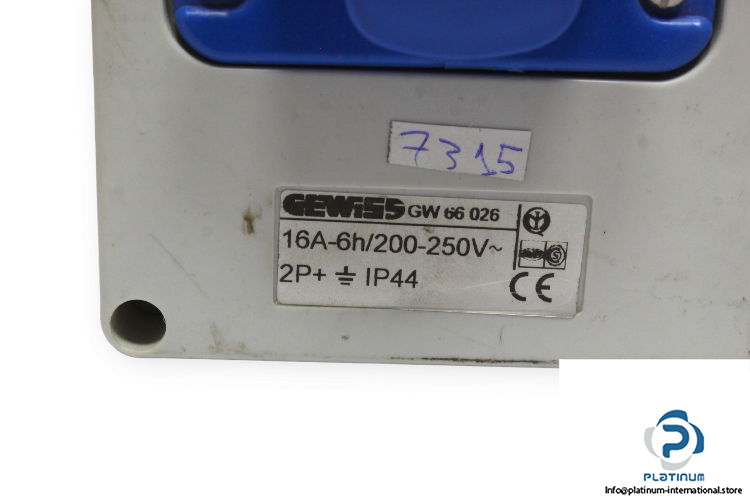 7315
GEWISS GW 66 026
16A-6h/200-250V~
2P+⏚ IP44
CE
PLATINUM
Info@platinum-international.store